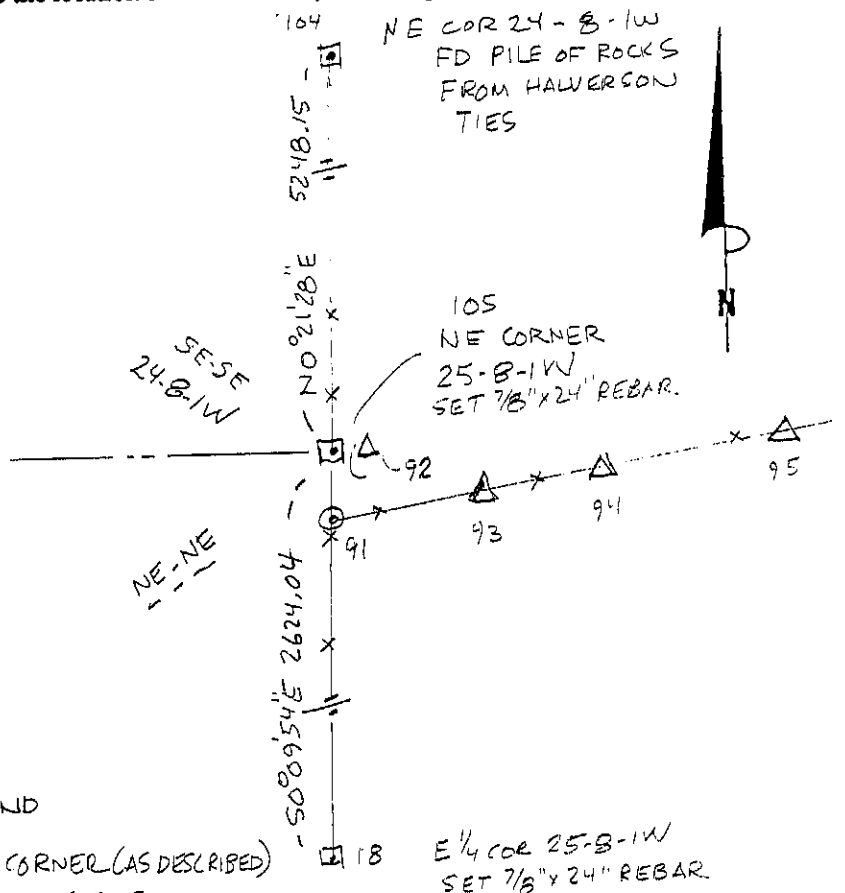 104
NE COR 24-8-1W
FD PILE OF ROCKS
FROM HALVERSON
TIES
5248.15
N 0°21'28"E
N
105
NE CORNER
25-8-1W
SET 7/8"x24" REBAR.
SE-SE
24-8-1W
92
95
94
93
91
NE-NE
S0°09'54"E 2624.04
ND
CORNER (AS DESCRIBED)
18
E 1/4 COR 25-8-1W
SET 7/8"x24" REBAR